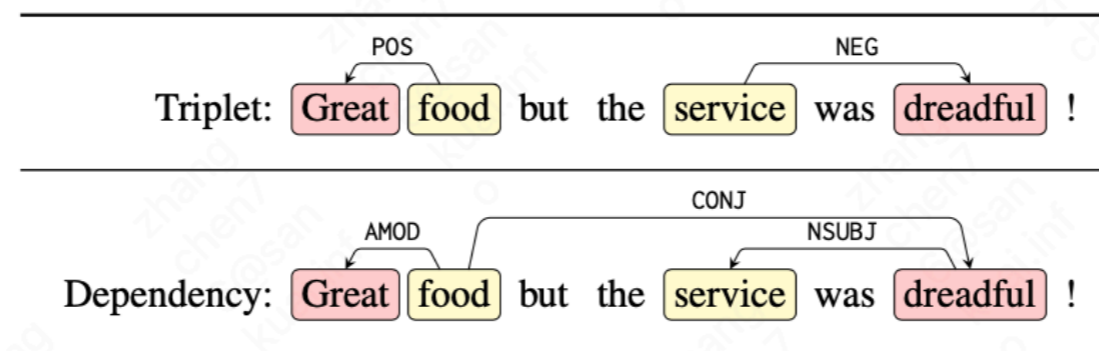 POS NEG
Triplet: Great food but the service was dreadful !
CONJ
AMOD NSUBJ
Dependency: Great food but the service was dreadful !